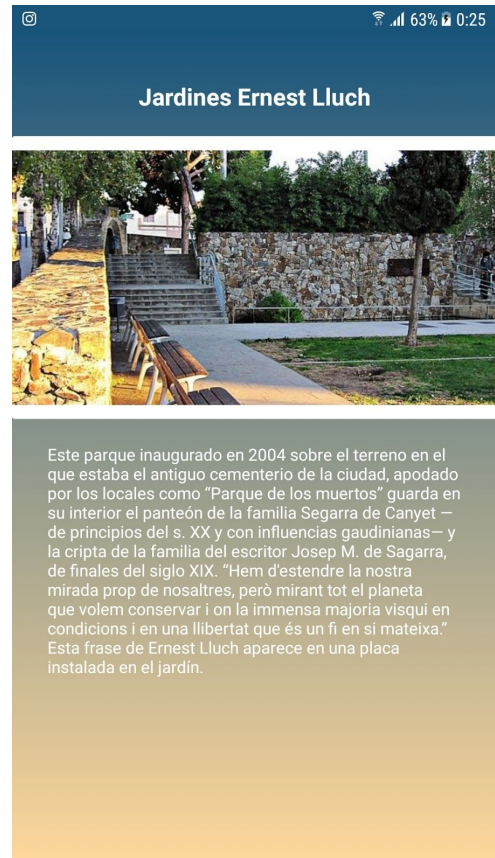 63% 0:25
Jardines Ernest Lluch
Este parque inaugurado en 2004 sobre el terreno en el
que estaba el antiguo cementerio de la ciudad, apodado
por los locales como “Parque de los muertos” guarda en
su interior el panteón de la familia Segarra de Canyet —
de principios del s. XX y con influencias gaudinianas— y
la cripta de la familia del escritor Josep M. de Sagarra,
de finales del siglo XIX. “Hem d'estendre la nostra
mirada prop de nosaltres, però mirant tot el planeta
que volem conservar i on la immensa majoria visqui en
condicions i en una llibertat que és un fi en si mateixa.”
Esta frase de Ernest Lluch aparece en una placa
instalada en el jardín.